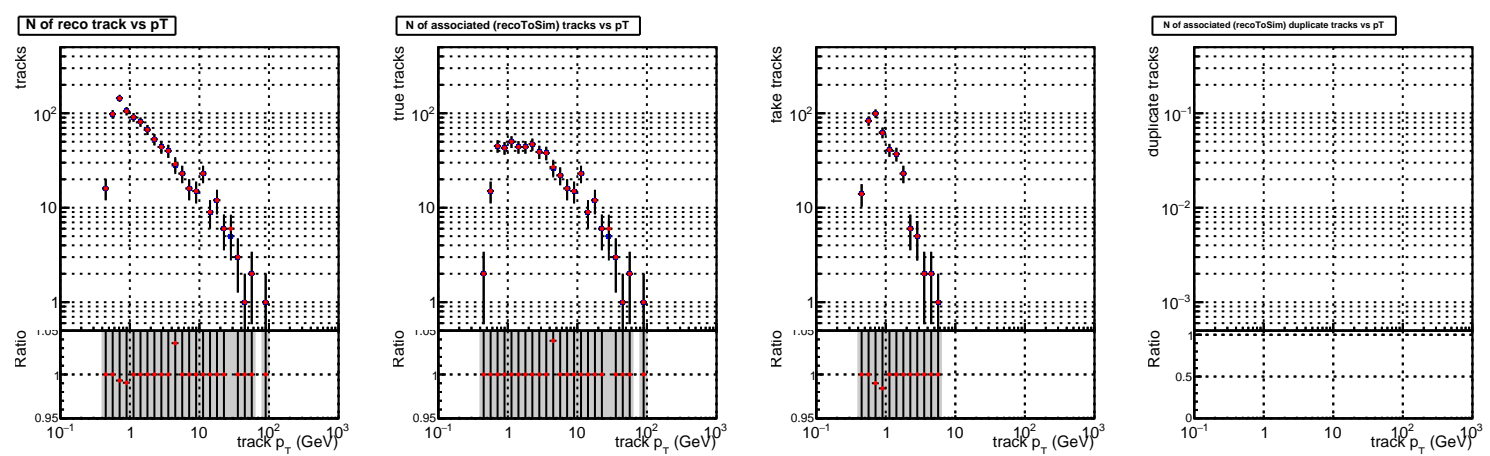 N of reco track vs pT
tracks
10²
10
1
Ratio
1.05
1
0.95
10⁻¹ 1 10 10² 10³
track p_T (GeV)
N of associated (recoToSim) tracks vs pT
true tracks
10²
10
1
Ratio
1.05
1
0.95
10⁻¹ 1 10 10² 10³
track p_T (GeV)
fake tracks
10²
10
1
Ratio
1.05
1
0.95
10⁻¹ 1 10 10² 10³
track p_T (GeV)
N of associated (recoToSim) duplicate tracks vs pT
duplicate tracks
10⁻¹
10⁻²
10⁻³
Ratio
1
0.5
0
10⁻¹ 1 10 10² 10³
track p_T (GeV)